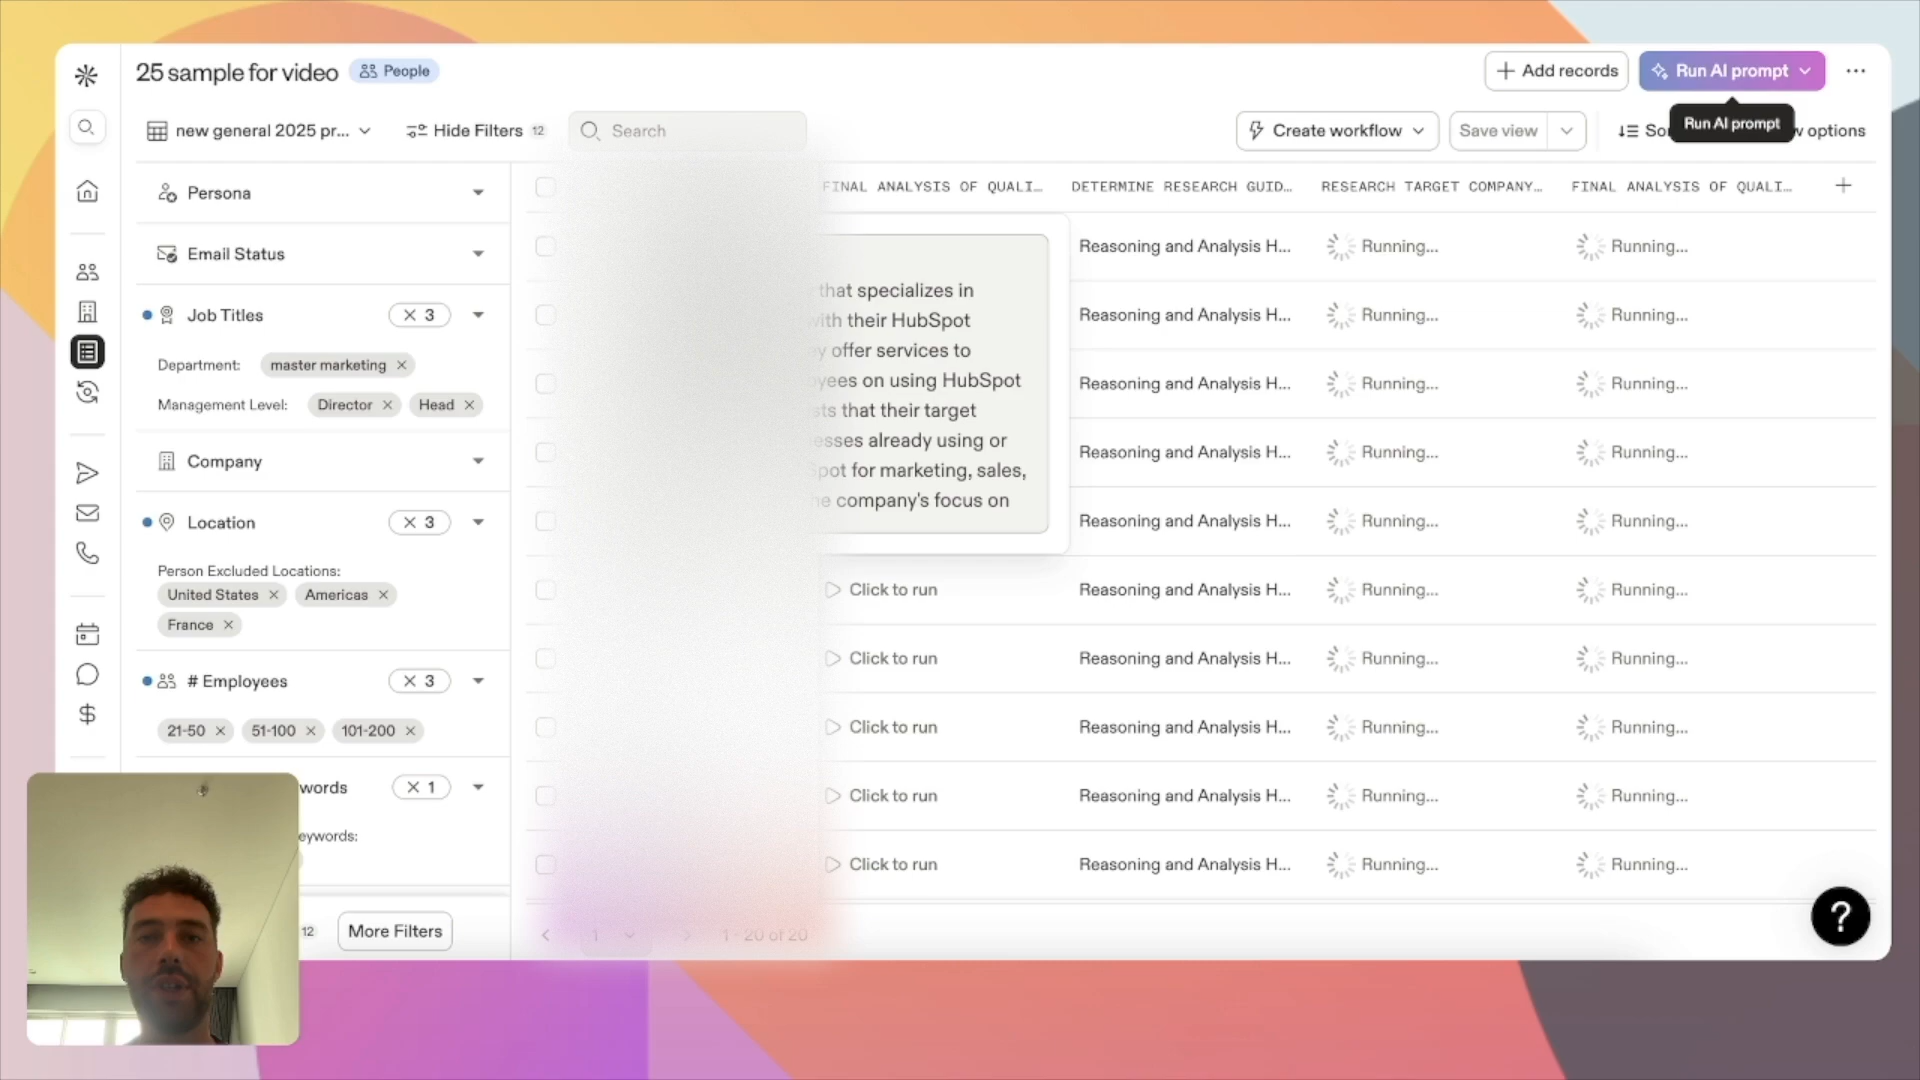 25 sample for video
People
Add records
Run AI prompt
new general 2025 pr...
Hide Filters 12
Search
Create workflow
Save view
Run AI prompt
options
Persona
Email Status
Job Titles
3
Department: master marketing
Management Level: Director Head
Company
Location
3
Person Excluded Locations:
United States Americas
France
# Employees
3
21-50 51-100 101-200
1
12
More Filters
FINAL ANALYSIS OF QUALI… DETERMINE RESEARCH GUID… RESEARCH TARGET COMPANY… FINAL ANALYSIS OF QUALI…
that specializes in
with their HubSpot
offer services to
on using HubSpot
that their target
already using or
for marketing, sales,
company's focus on
Reasoning and Analysis H... Running... Running...
Reasoning and Analysis H... Running... Running...
Reasoning and Analysis H... Running... Running...
Reasoning and Analysis H... Running... Running...
Reasoning and Analysis H... Running... Running...
Click to run Reasoning and Analysis H... Running... Running...
Click to run Reasoning and Analysis H... Running... Running...
Click to run Reasoning and Analysis H... Running... Running...
Click to run Reasoning and Analysis H... Running... Running...
Click to run Reasoning and Analysis H... Running... Running...
1
1 - 20 of 20
?